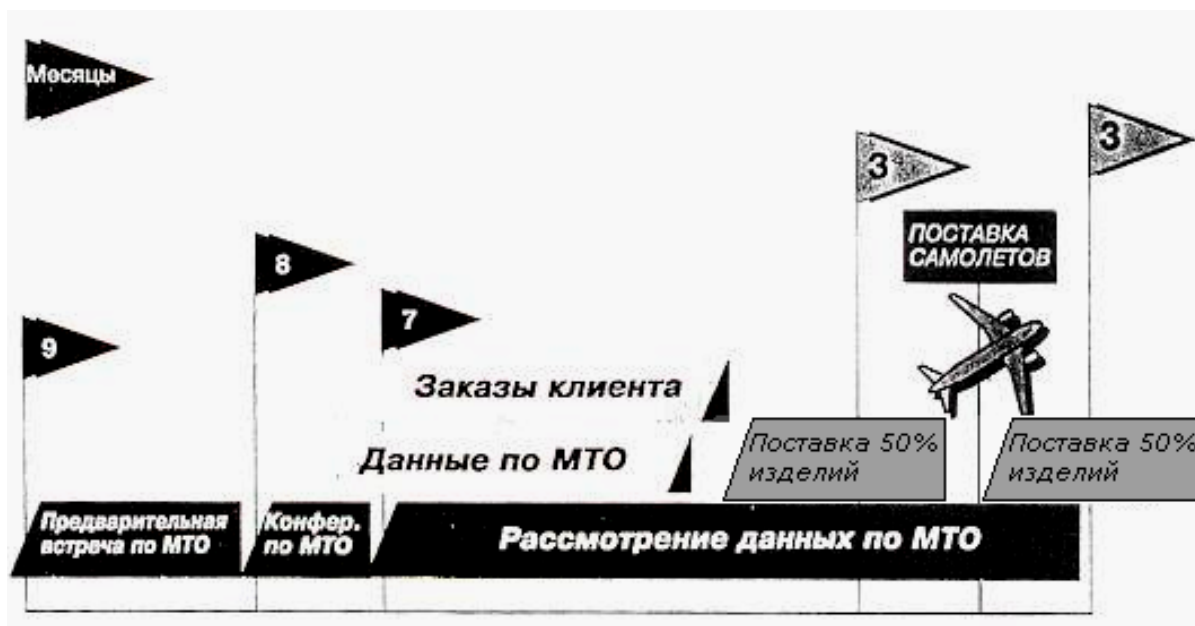 Месяцы
3
3
ПОСТАВКА
САМОЛЕТОВ
8
7
9
Заказы клиента
Данные по МТО
Поставка 50%
изделий
Поставка 50%
изделий
Предварительная
встреча по МТО
Конфер.
по МТО
Рассмотрение данных по МТО